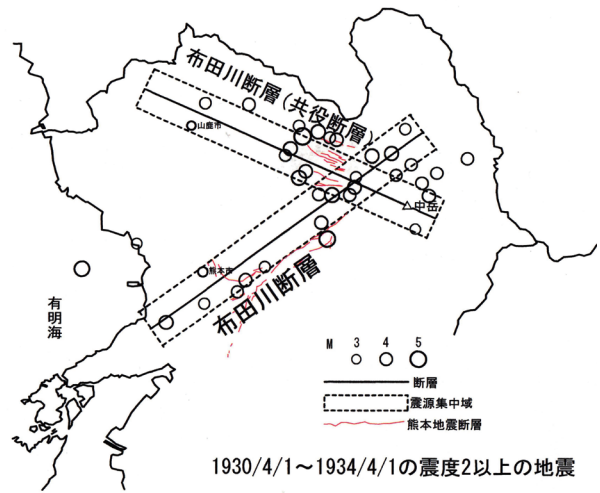 布田川断層(共役断層)
山鹿市
中岳
熊本市
布田川断層
有明海
M 3 4 5
断層
震源集中域
熊本地震断層
1930/4/1~1934/4/1の震度2以上の地震